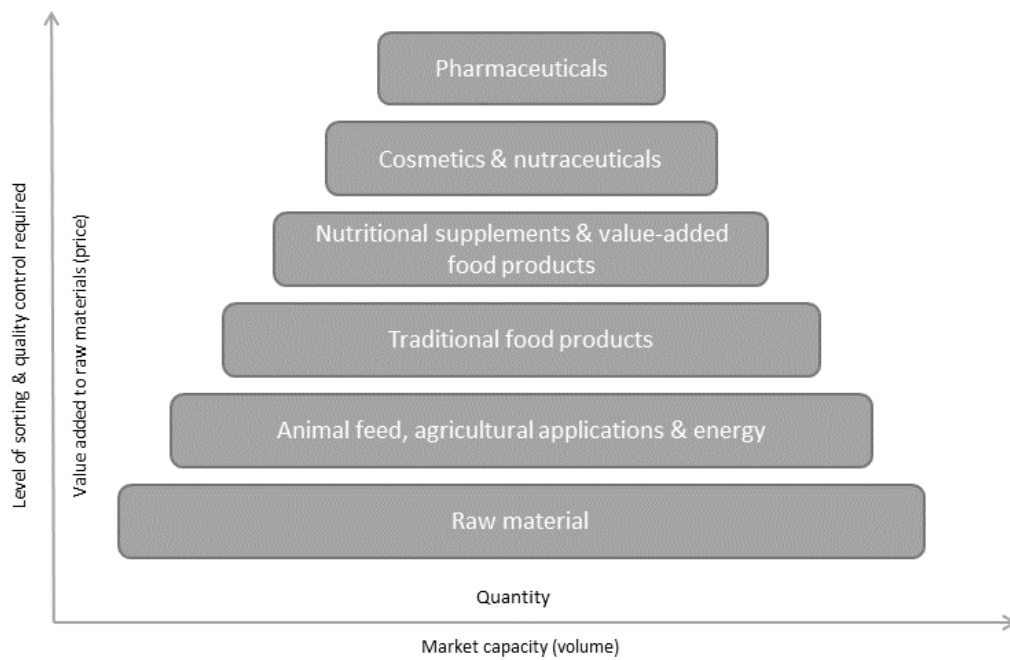 Pharmaceuticals
Cosmetics & nutraceuticals
Nutritional supplements & value-added
food products
Traditional food products
Animal feed, agricultural applications & energy
Raw material
Level of sorting & quality control required
Value added to raw materials (price)
Quantity
Market capacity (volume)